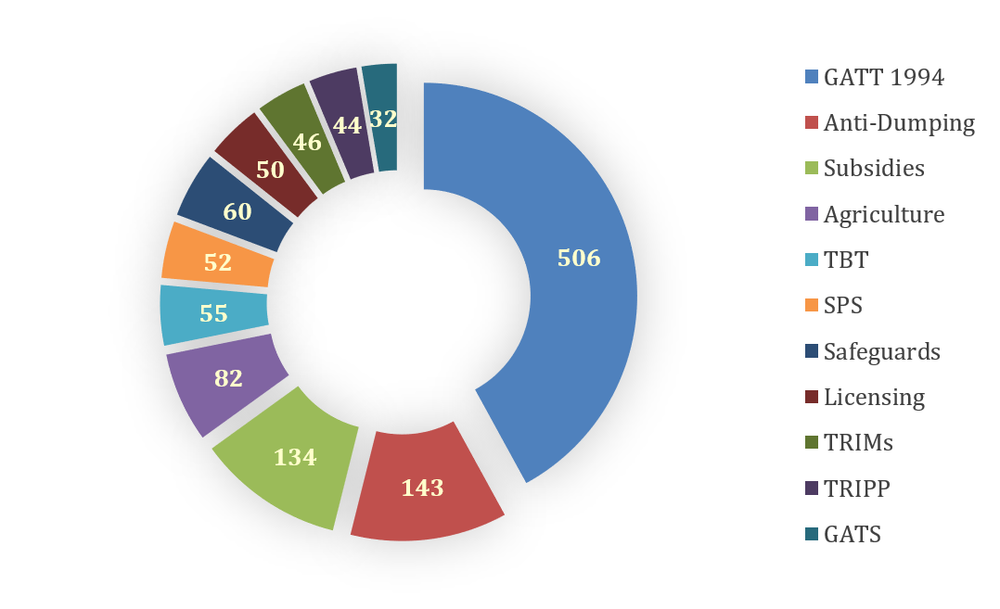 506
143
134
82
55
52
60
50
46
44
32
GATT 1994
Anti-Dumping
Subsidies
Agriculture
TBT
SPS
Safeguards
Licensing
TRIMs
TRIPP
GATS